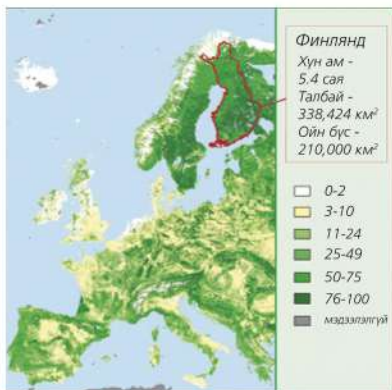 Финлянд
Хүн ам -
5.4 сая
Талбай -
338,424 км²
Ойн бүс -
210,000 км²
0-2
3-10
11-24
25-49
50-75
76-100
мэдээлэлгүй